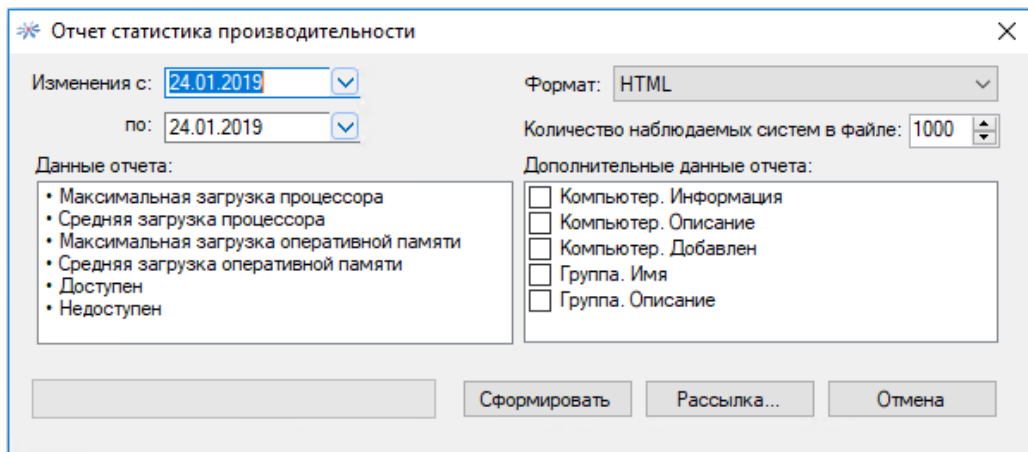 Отчет статистика производительности
Изменения с: 24.01.2019
Формат: HTML
по: 24.01.2019
Количество наблюдаемых систем в файле: 1000
Данные отчета:
• Максимальная загрузка процессора
• Средняя загрузка процессора
• Максимальная загрузка оперативной памяти
• Средняя загрузка оперативной памяти
• Доступен
• Недоступен
Дополнительные данные отчета:
Компьютер. Информация
Компьютер. Описание
Компьютер. Добавлен
Группа. Имя
Группа. Описание
Сформировать
Рассылка...
Отмена